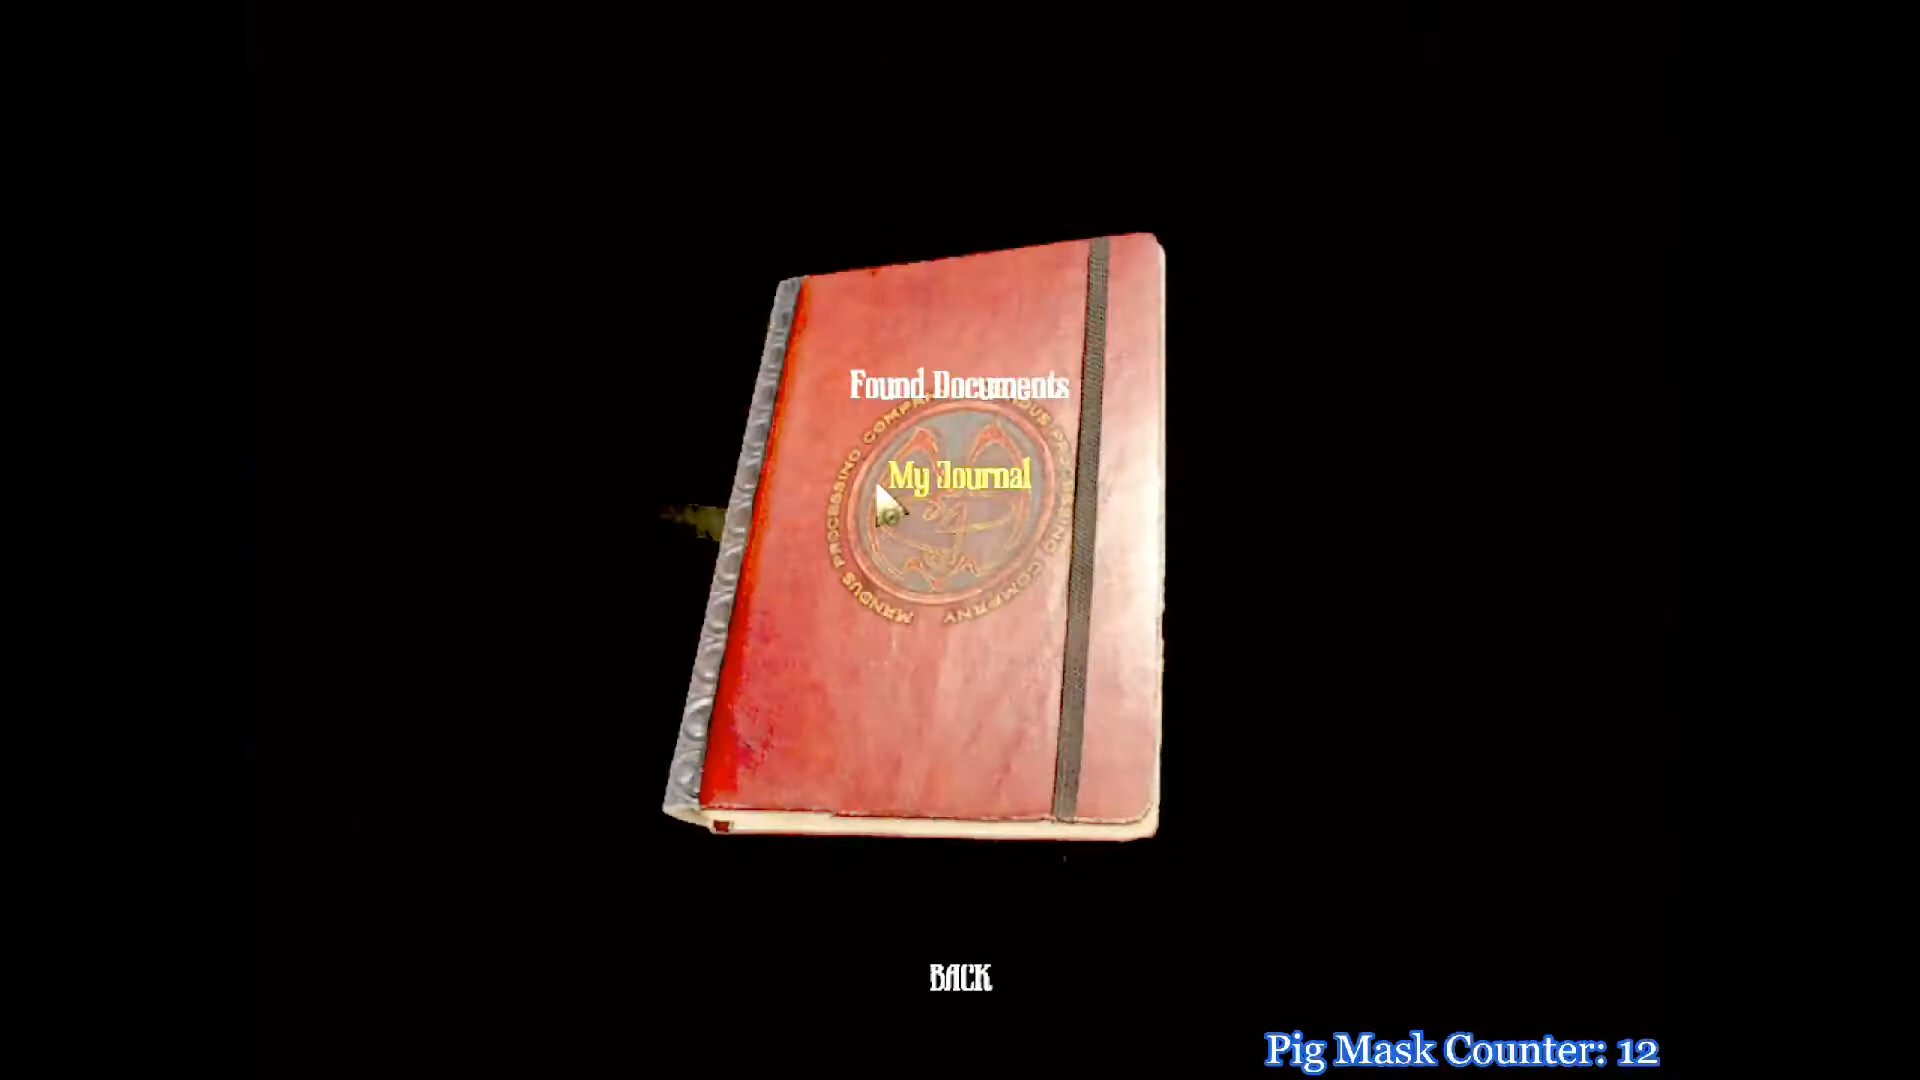 Found Documents
My Journal
MANDUS PROCESSING COMPANY
BACK
Pig Mask Counter: 12